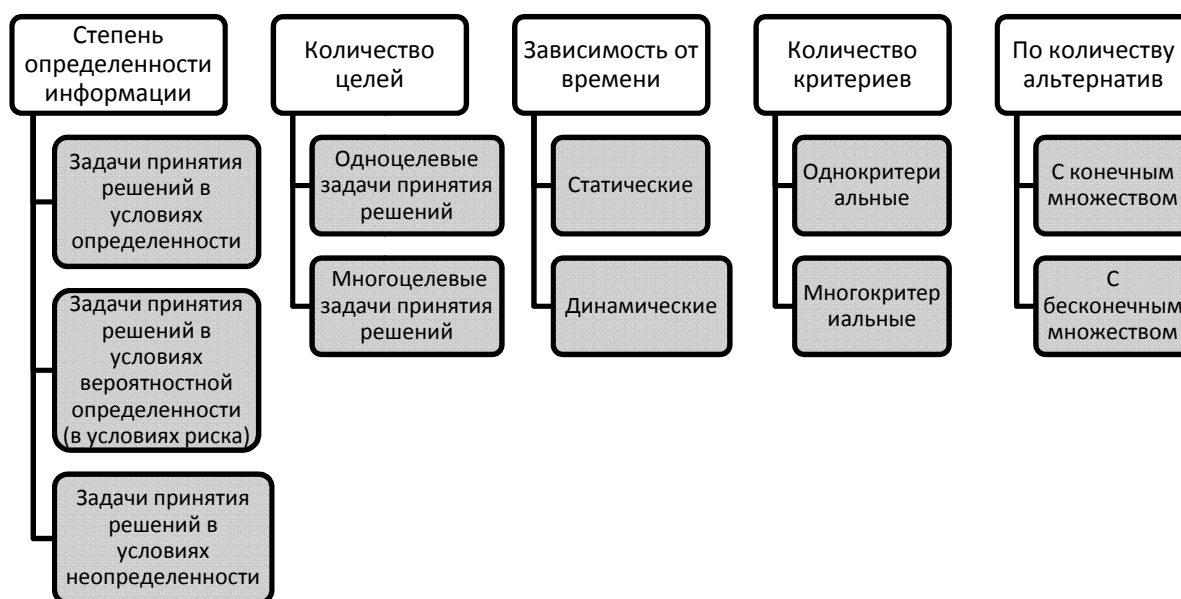 Степень
определенности
информации
Задачи принятия
решений в
условиях
определенности
Задачи принятия
решений в
условиях
вероятностной
определенности
(в условиях риска)
Задачи принятия
решений в
условиях
неопределенности
Количество
целей
Одноцелевые
задачи принятия
решений
Многоцелевые
задачи принятия
решений
Зависимость от
времени
Статические
Динамические
Количество
критериев
Однокритери
альные
Многокритер
иальные
По количеству
альтернатив
С конечным
множеством
С
бесконечным
множеством